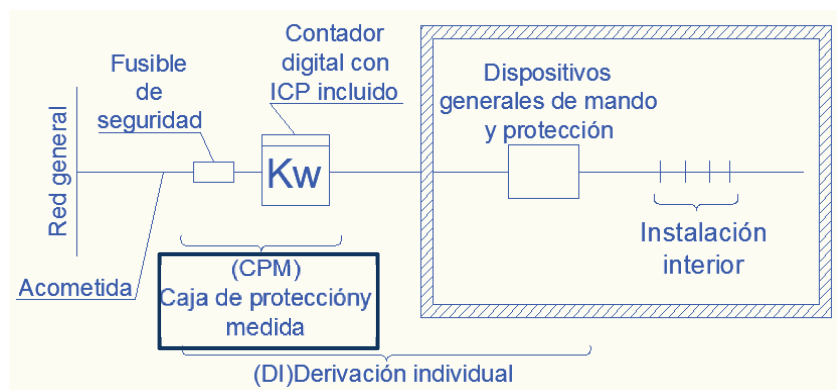 Contador
digital con
ICP incluido
Fusible
de
seguridad
Dispositivos
generales de mando
y protección
Red general
Kw
Instalación
interior
Acometida
(CPM)
Caja de proteccióny
medida
(DI)Derivación individual